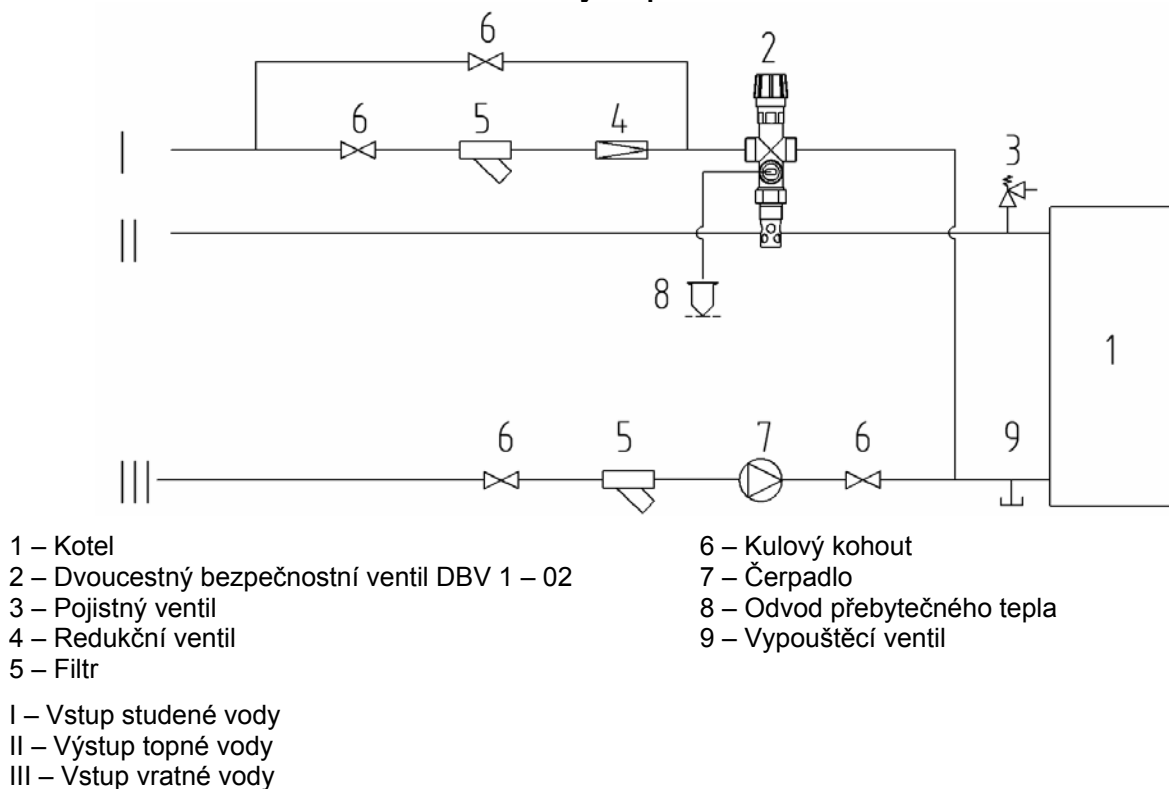 6
2
6
5
4
I
3
II
8
1
6
5
7
6
9
III
1 – Kotel
2 – Dvoucestný bezpečnostní ventil DBV 1 – 02
3 – Pojistný ventil
4 – Redukční ventil
5 – Filtr
6 – Kulový kohout
7 – Čerpadlo
8 – Odvod přebytečného tepla
9 – Vypouštěcí ventil
I – Vstup studené vody
II – Výstup topné vody
III – Vstup vratné vody